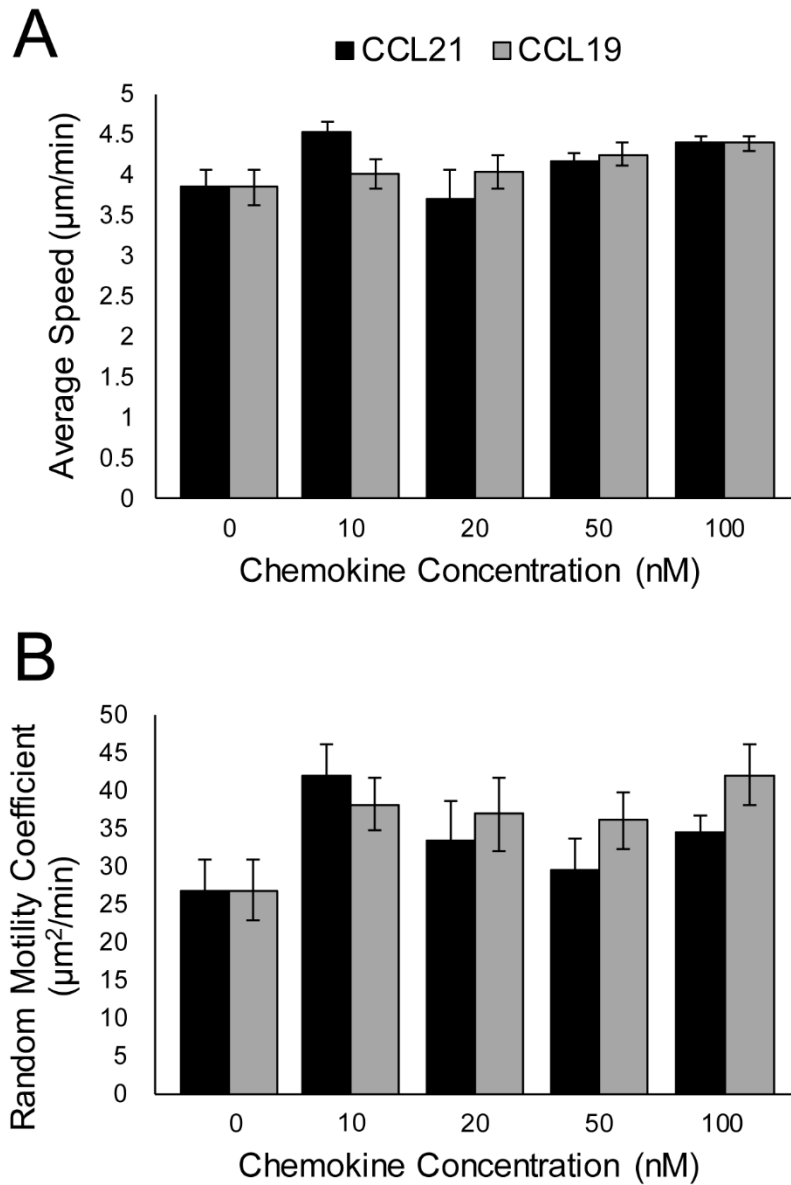 A
CCL21 CCL19
Average Speed (µm/min)
5
4.5
4
3.5
3
2.5
2
1.5
1
0.5
0
0 10 20 50 100
Chemokine Concentration (nM)
B
Random Motility Coefficient
(µm²/min)
50
45
40
35
30
25
20
15
10
5
0
0 10 20 50 100
Chemokine Concentration (nM)